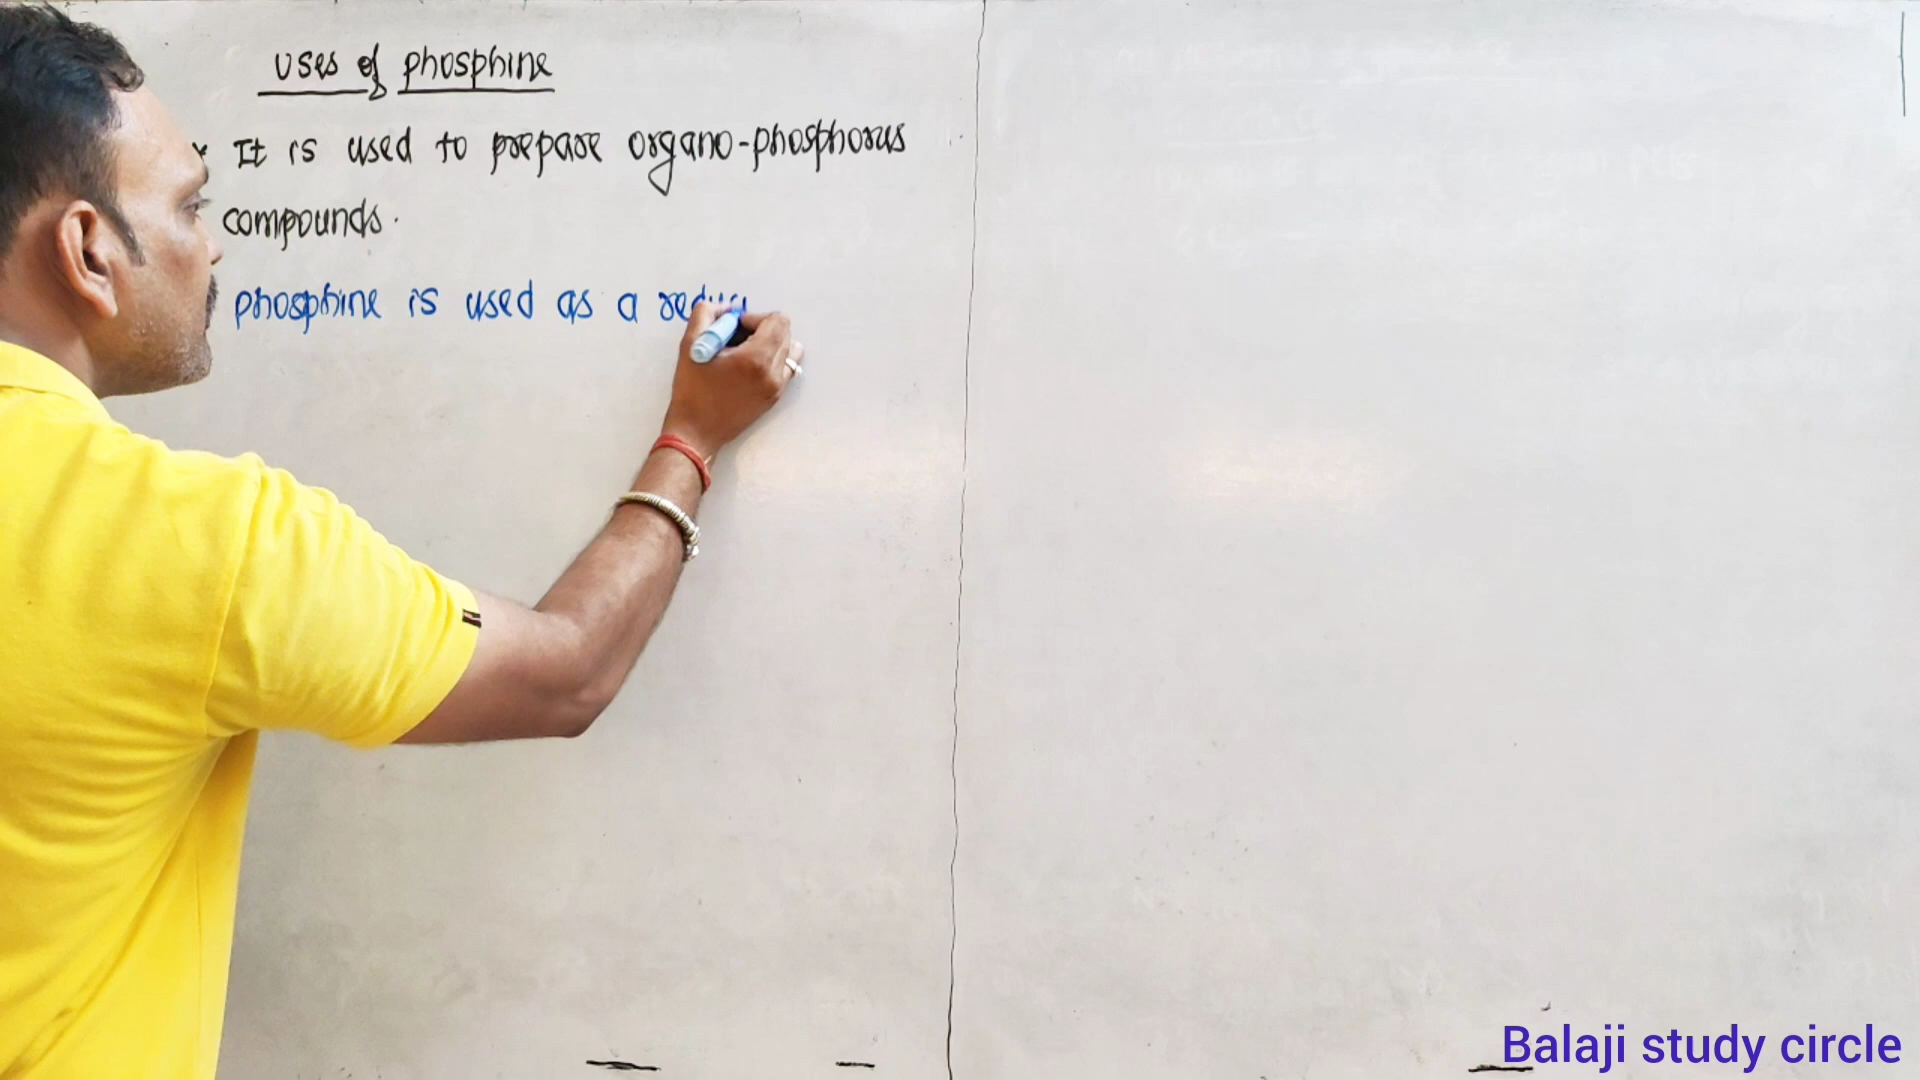 uses of phosphine
* It is used to prepare organo-phosphorus
compounds.
phosphine is used as a
Balaji study circle